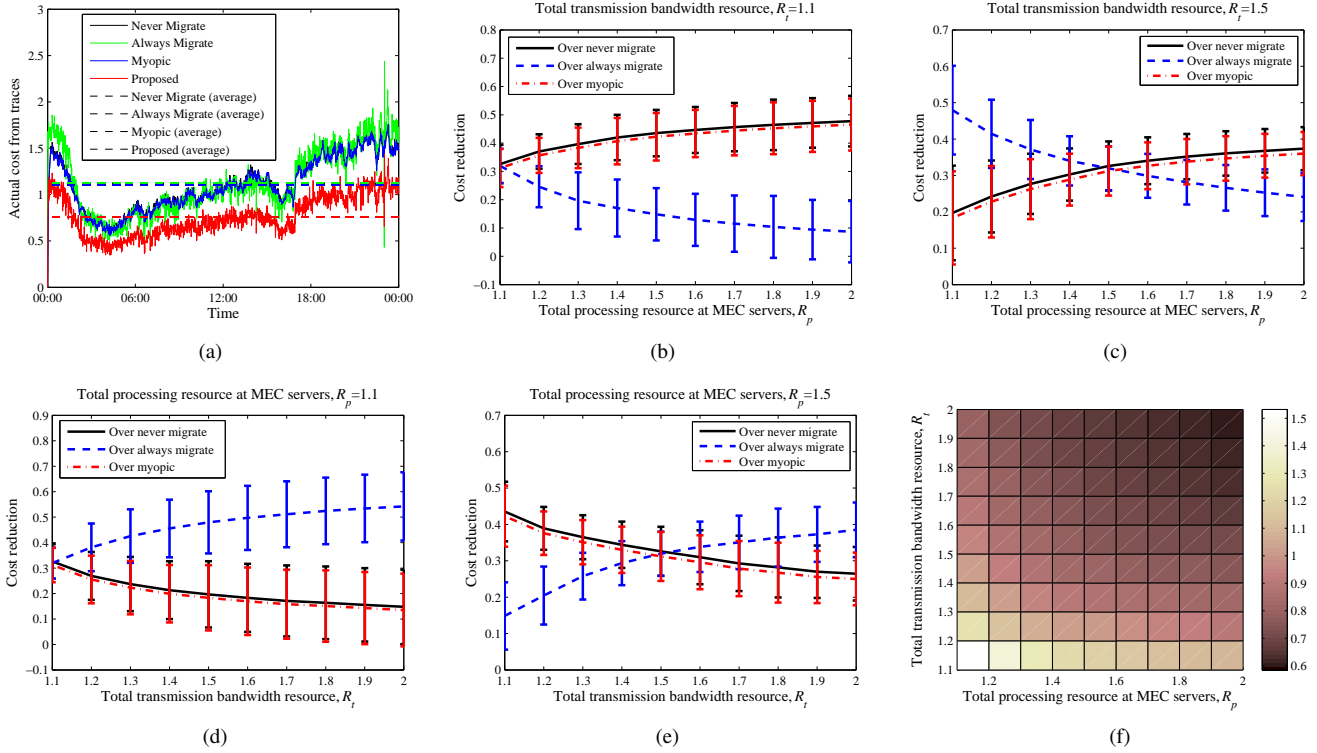 3
2.5
2
1.5
1
0.5
0
Actual cost from traces
Never Migrate
Always Migrate
Myopic
Proposed
Never Migrate (average)
Always Migrate (average)
Myopic (average)
Proposed (average)
00:00 06:00 12:00 18:00 00:00
Time
(a)
Total transmission bandwidth resource, R_t=1.1
0.8
0.7
0.6
0.5
0.4
0.3
0.2
0.1
0
−0.1
Cost reduction
Over never migrate
Over always migrate
Over myopic
1.1 1.2 1.3 1.4 1.5 1.6 1.7 1.8 1.9 2
Total processing resource at MEC servers, R_p
(b)
Total transmission bandwidth resource, R_t=1.5
0.7
0.6
0.5
0.4
0.3
0.2
0.1
0
Cost reduction
Over never migrate
Over always migrate
Over myopic
1.1 1.2 1.3 1.4 1.5 1.6 1.7 1.8 1.9 2
Total processing resource at MEC servers, R_p
(c)
Total processing resource at MEC servers, R_p=1.1
0.9
0.8
0.7
0.6
0.5
0.4
0.3
0.2
0.1
0
−0.1
Cost reduction
Over never migrate
Over always migrate
Over myopic
1.1 1.2 1.3 1.4 1.5 1.6 1.7 1.8 1.9 2
Total transmission bandwidth resource, R_t
(d)
Total processing resource at MEC servers, R_p=1.5
0.7
0.6
0.5
0.4
0.3
0.2
0.1
0
Cost reduction
Over never migrate
Over always migrate
Over myopic
1.1 1.2 1.3 1.4 1.5 1.6 1.7 1.8 1.9 2
Total transmission bandwidth resource, R_t
(e)
2
1.9
1.8
1.7
1.6
1.5
1.4
1.3
1.2
1.1
Total transmission bandwidth resource, R_t
1.2 1.4 1.6 1.8 2
Total processing resource at MEC servers, R_p
1.5
1.4
1.3
1.2
1.1
1
0.9
0.8
0.7
0.6
(f)